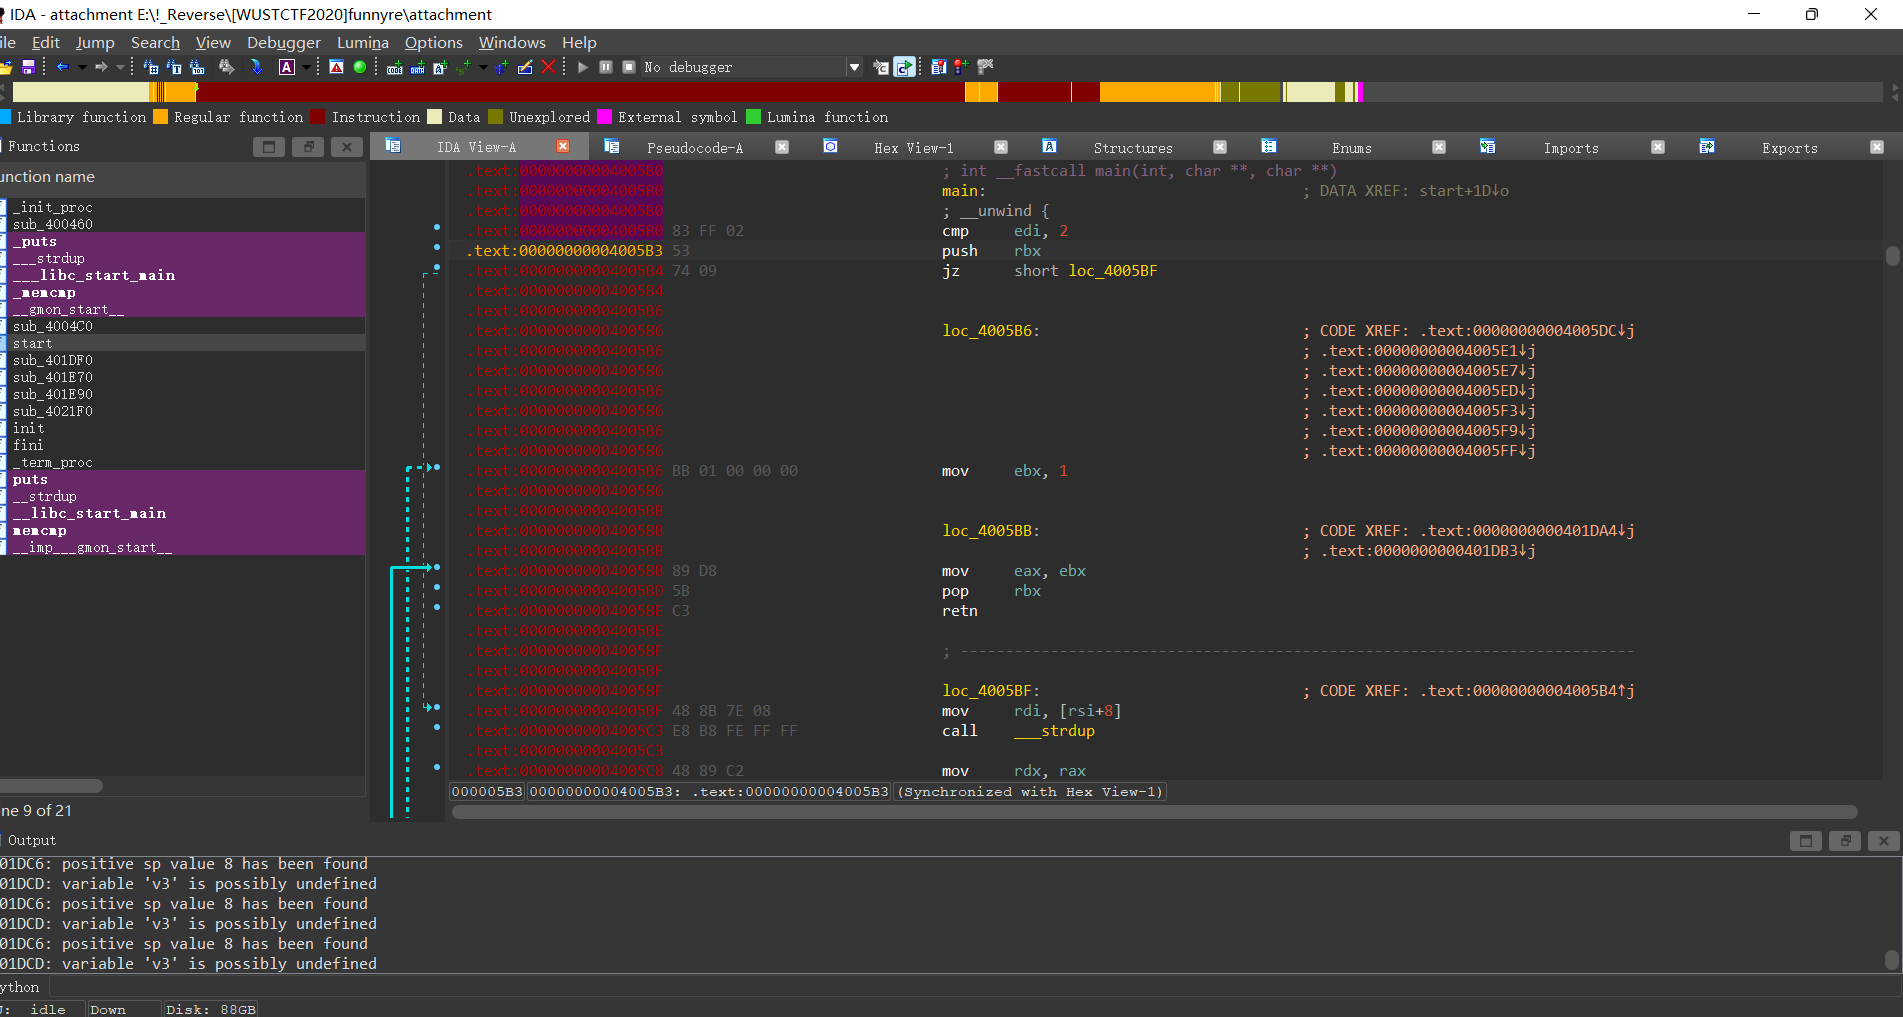 IDA - attachment E:\!_Reverse\[WUSTCTF2020]funnyre\attachment
ile Edit Jump Search View Debugger Lumina Options Windows Help
No debugger
Library function Regular function Instruction Data Unexplored External symbol Lumina function
Functions
unction name
_init_proc
sub_400460
_puts
___strdup
___libc_start_main
_memcmp
__gmon_start__
sub_4004C0
start
sub_401DF0
sub_401E70
sub_401E90
sub_4021F0
init
fini
_term_proc
puts
__strdup
__libc_start_main
memcmp
__imp___gmon_start__
ne 9 of 21
IDA View-A Pseudocode-A Hex View-1 Structures Enums Imports Exports
.text:00000000004005B0 ; int __fastcall main(int, char **, char **)
.text:00000000004005B0 main: ; DATA XREF: start+1D↓o
.text:00000000004005B0 ; __unwind {
.text:00000000004005B0 83 FF 02 cmp edi, 2
.text:00000000004005B3 53 push rbx
.text:00000000004005B4 74 09 jz short loc_4005BF
.text:00000000004005B4
.text:00000000004005B6
.text:00000000004005B6 loc_4005B6: ; CODE XREF: .text:00000000004005DC↓j
.text:00000000004005B6 ; .text:00000000004005E1↓j
.text:00000000004005B6 ; .text:00000000004005E7↓j
.text:00000000004005B6 ; .text:00000000004005ED↓j
.text:00000000004005B6 ; .text:00000000004005F3↓j
.text:00000000004005B6 ; .text:00000000004005F9↓j
.text:00000000004005B6 ; .text:00000000004005FF↓j
.text:00000000004005B6 BB 01 00 00 00 mov ebx, 1
.text:00000000004005B6
.text:00000000004005BB
.text:00000000004005BB loc_4005BB: ; CODE XREF: .text:0000000000401DA4↓j
.text:00000000004005BB ; .text:0000000000401DB3↓j
.text:00000000004005BB 89 D8 mov eax, ebx
.text:00000000004005BD 5B pop rbx
.text:00000000004005BE C3 retn
.text:00000000004005BE
.text:00000000004005BF ; ---------------------------------------------------------------------------
.text:00000000004005BF
.text:00000000004005BF loc_4005BF: ; CODE XREF: .text:00000000004005B4↑j
.text:00000000004005BF 48 8B 7E 08 mov rdi, [rsi+8]
.text:00000000004005C3 E8 B8 FE FF FF call ___strdup
.text:00000000004005C3
.text:00000000004005C8 48 89 C2 mov rdx, rax
000005B3 00000000004005B3: .text:00000000004005B3 (Synchronized with Hex View-1)
Output
01DC6: positive sp value 8 has been found
01DCD: variable 'v3' is possibly undefined
01DC6: positive sp value 8 has been found
01DCD: variable 'v3' is possibly undefined
01DC6: positive sp value 8 has been found
01DCD: variable 'v3' is possibly undefined
ython
U: idle Down Disk: 88GB